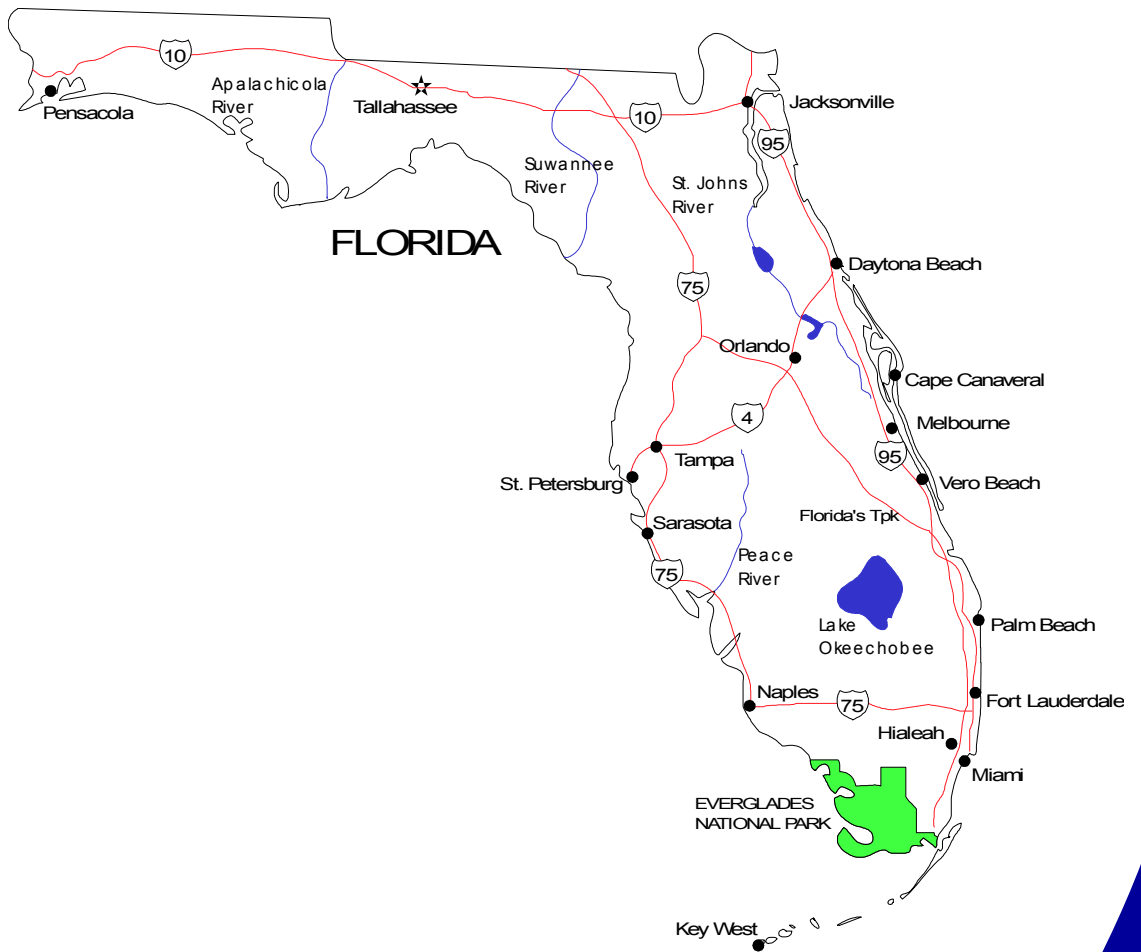 10
Apalachicola
River
Pensacola
Tallahassee
10
Jacksonville
95
Suwannee
River
St. Johns
River
FLORIDA
Daytona Beach
75
Orlando
Cape Canaveral
4
Melbourne
95
Tampa
St. Petersburg
Vero Beach
Florida's Tpk
Sarasota
Peace
River
75
Lake
Okeechobee
Palm Beach
Naples
75
Fort Lauderdale
Hialeah
Miami
EVERGLADES
NATIONAL PARK
Key West